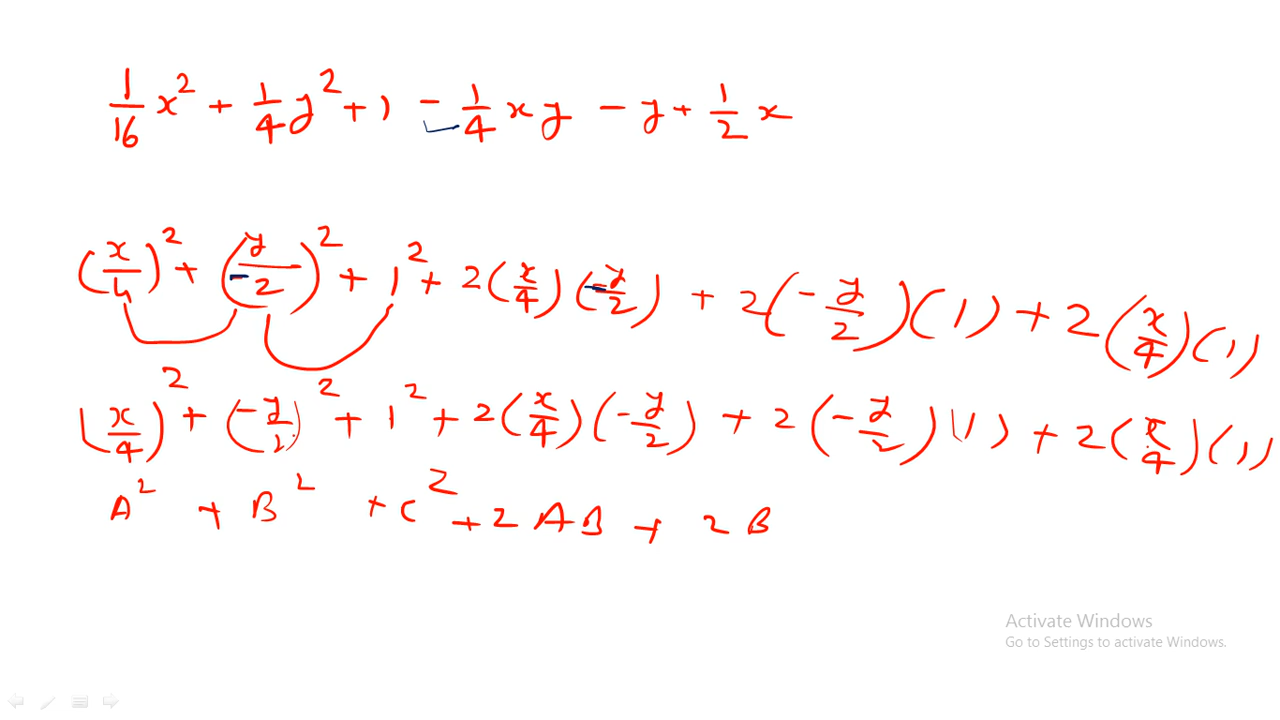 1/16 x² + 1/4 y² + 1 - 1/4 xy - y + 1/2 x
(x/4)² + (-y/2)² + 1² + 2(x/4)(-y/2) + 2(-y/2)(1) + 2(x/4)(1)
(x/4)² + (-y/2)² + 1² + 2(x/4)(-y/2) + 2(-y/2)(1) + 2(x/4)(1)
A² + B² + C² + 2AB + 2B
Activate Windows
Go to Settings to activate Windows.